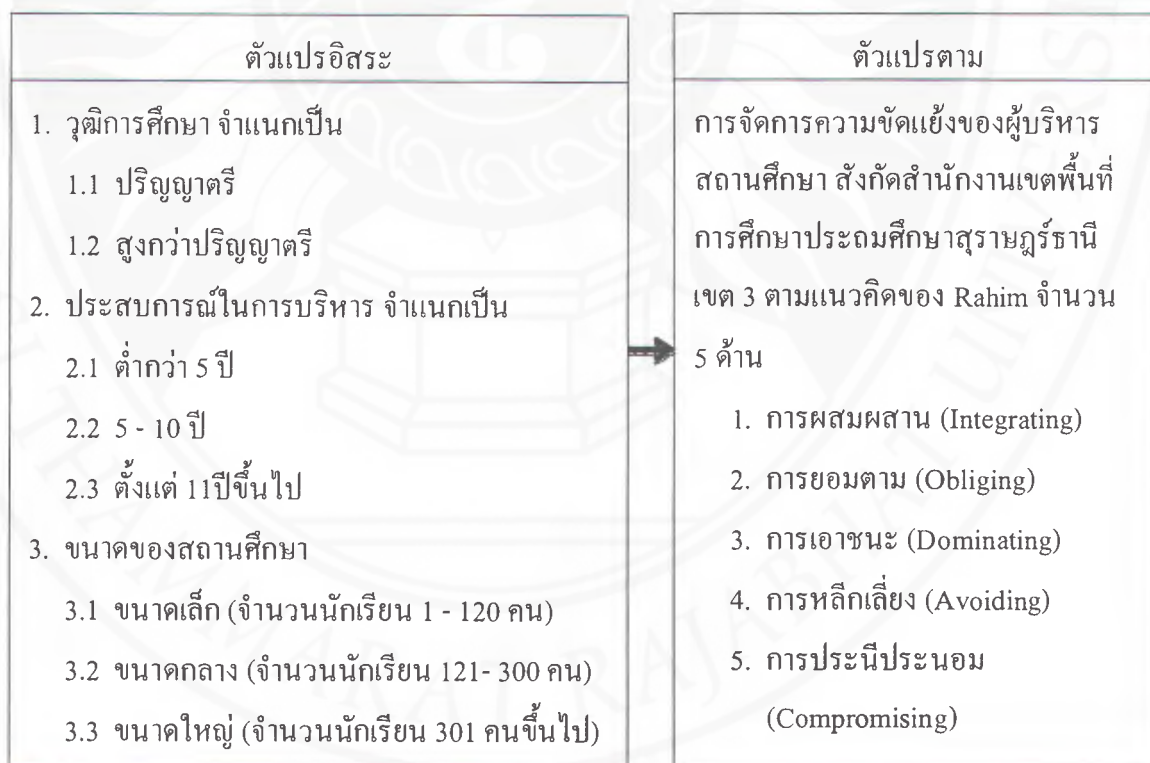 ตัวแปรอิสระ
1. วุฒิการศึกษา จำแนกเป็น
1.1 ปริญญาตรี
1.2 สูงกว่าปริญญาตรี
2. ประสบการณ์ในการบริหาร จำแนกเป็น
2.1 ต่ำกว่า 5 ปี
2.2 5 - 10 ปี
2.3 ตั้งแต่ 11ปีขึ้นไป
3. ขนาดของสถานศึกษา
3.1 ขนาดเล็ก (จำนวนนักเรียน 1 - 120 คน)
3.2 ขนาดกลาง (จำนวนนักเรียน 121- 300 คน)
3.3 ขนาดใหญ่ (จำนวนนักเรียน 301 คนขึ้นไป)
ตัวแปรตาม
การจัดการความขัดแย้งของผู้บริหาร
สถานศึกษา สังกัดสำนักงานเขตพื้นที่
การศึกษาประถมศึกษาสุราษฎร์ธานี
เขต 3 ตามแนวคิดของ Rahim จำนวน
5 ด้าน
1. การผสมผสาน (Integrating)
2. การยอมตาม (Obliging)
3. การเอาชนะ (Dominating)
4. การหลีกเลี่ยง (Avoiding)
5. การประนีประนอม
(Compromising)